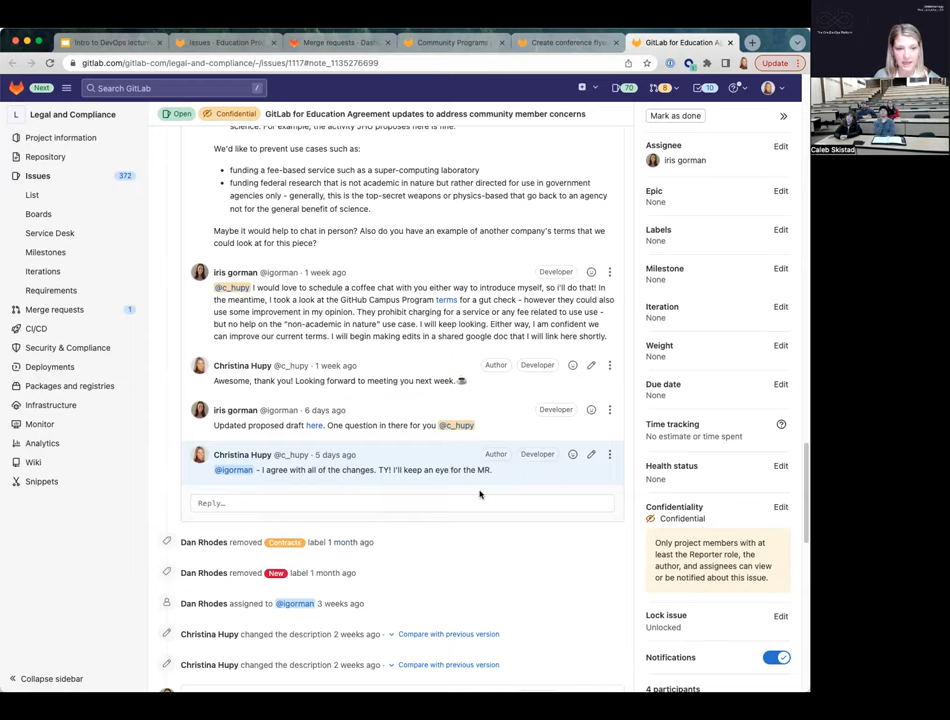 Intro to DevOps lectur
Issues · Education Pro
Merge requests · Dash
Community Programs
Create conference flye
GitLab for Education A
gitlab.com/gitlab-com/legal-and-compliance/-/issues/1117#note_1135276699
Update
Next
Search GitLab
/
70
8
10
L Legal and Compliance
Project information
Repository
Issues 372
List
Boards
Service Desk
Milestones
Iterations
Requirements
Merge requests 1
CI/CD
Security & Compliance
Deployments
Packages and registries
Infrastructure
Monitor
Analytics
Wiki
Snippets
Collapse sidebar
Open Confidential GitLab for Education Agreement updates to address community member concerns
science. For example, the activity JHU proposes here is fine.
We'd like to prevent use cases such as:
• funding a fee-based service such as a super-computing laboratory
• funding federal research that is not academic in nature but rather directed for use in government
agencies only - generally, this is the top-secret weapons or physics-based that go back to an agency
not for the general benefit of science.
Maybe it would help to chat in person? Also do you have an example of another company's terms that we
could look at for this piece?
iris gorman @igorman · 1 week ago Developer
@c_hupy I would love to schedule a coffee chat with you either way to introduce myself, so i'll do that! In
the meantime, I took a look at the GitHub Campus Program terms for a gut check - however they could also
use some improvement in my opinion. They prohibit charging for a service or any fee related to use use -
but no help on the "non-academic in nature" use case. I will keep looking. Either way, I am confident we
can improve our current terms. I will begin making edits in a shared google doc that I will link here shortly.
Christina Hupy @c_hupy · 1 week ago Author Developer
Awesome, thank you! Looking forward to meeting you next week. ☕
iris gorman @igorman · 6 days ago Developer
Updated proposed draft here. One question in there for you @c_hupy
Christina Hupy @c_hupy · 5 days ago Author Developer
@igorman - I agree with all of the changes. TY! I'll keep an eye for the MR.
Reply…
Dan Rhodes removed Contracts label 1 month ago
Dan Rhodes removed New label 1 month ago
Dan Rhodes assigned to @igorman 3 weeks ago
Christina Hupy changed the description 2 weeks ago · Compare with previous version
Christina Hupy changed the description 2 weeks ago · Compare with previous version
Mark as done
Assignee Edit
iris gorman
Epic Edit
None
Labels Edit
None
Milestone Edit
None
Iteration Edit
None
Weight Edit
None
Due date Edit
None
Time tracking
No estimate or time spent
Health status Edit
None
Confidentiality Edit
Confidential
Only project members with at
least the Reporter role, the
author, and assignees can view
or be notified about this issue.
Lock issue Edit
Unlocked
Notifications
4 participants
Caleb Skistad